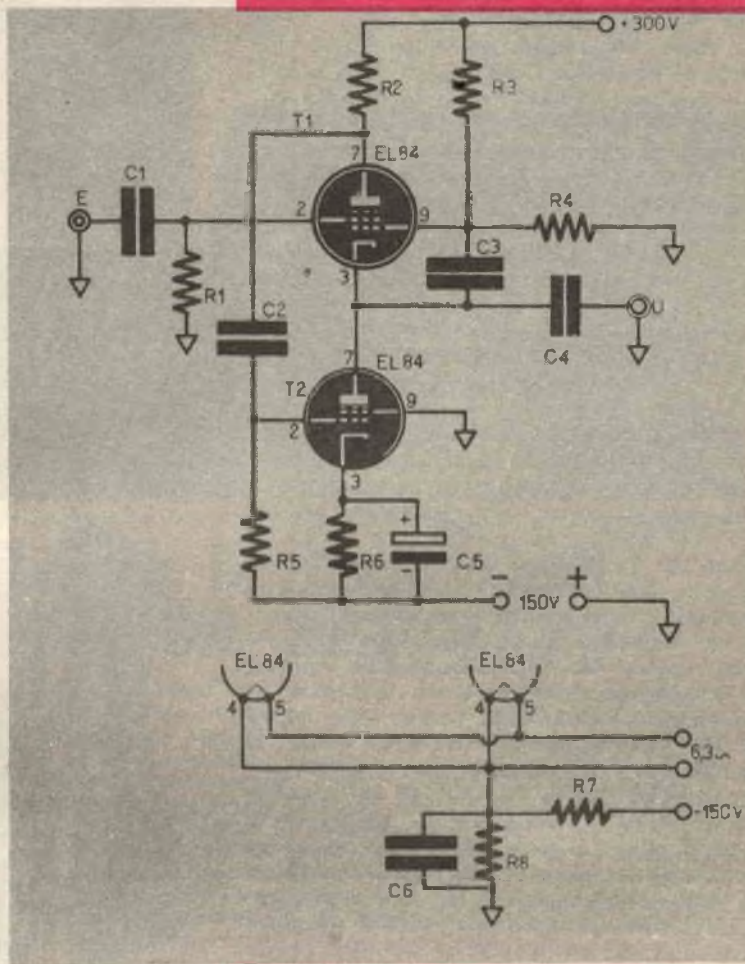 +300V
R2
R3
T1
7
EL84
C1
E
2
9
R4
R1
3
C3
C2
U
C4
7
EL84
T2
2
9
3
R5
R6
+
-
C5
- 150V +
EL84
EL84
4 5
4 5
6,3~
R7
-150V
R8
C6